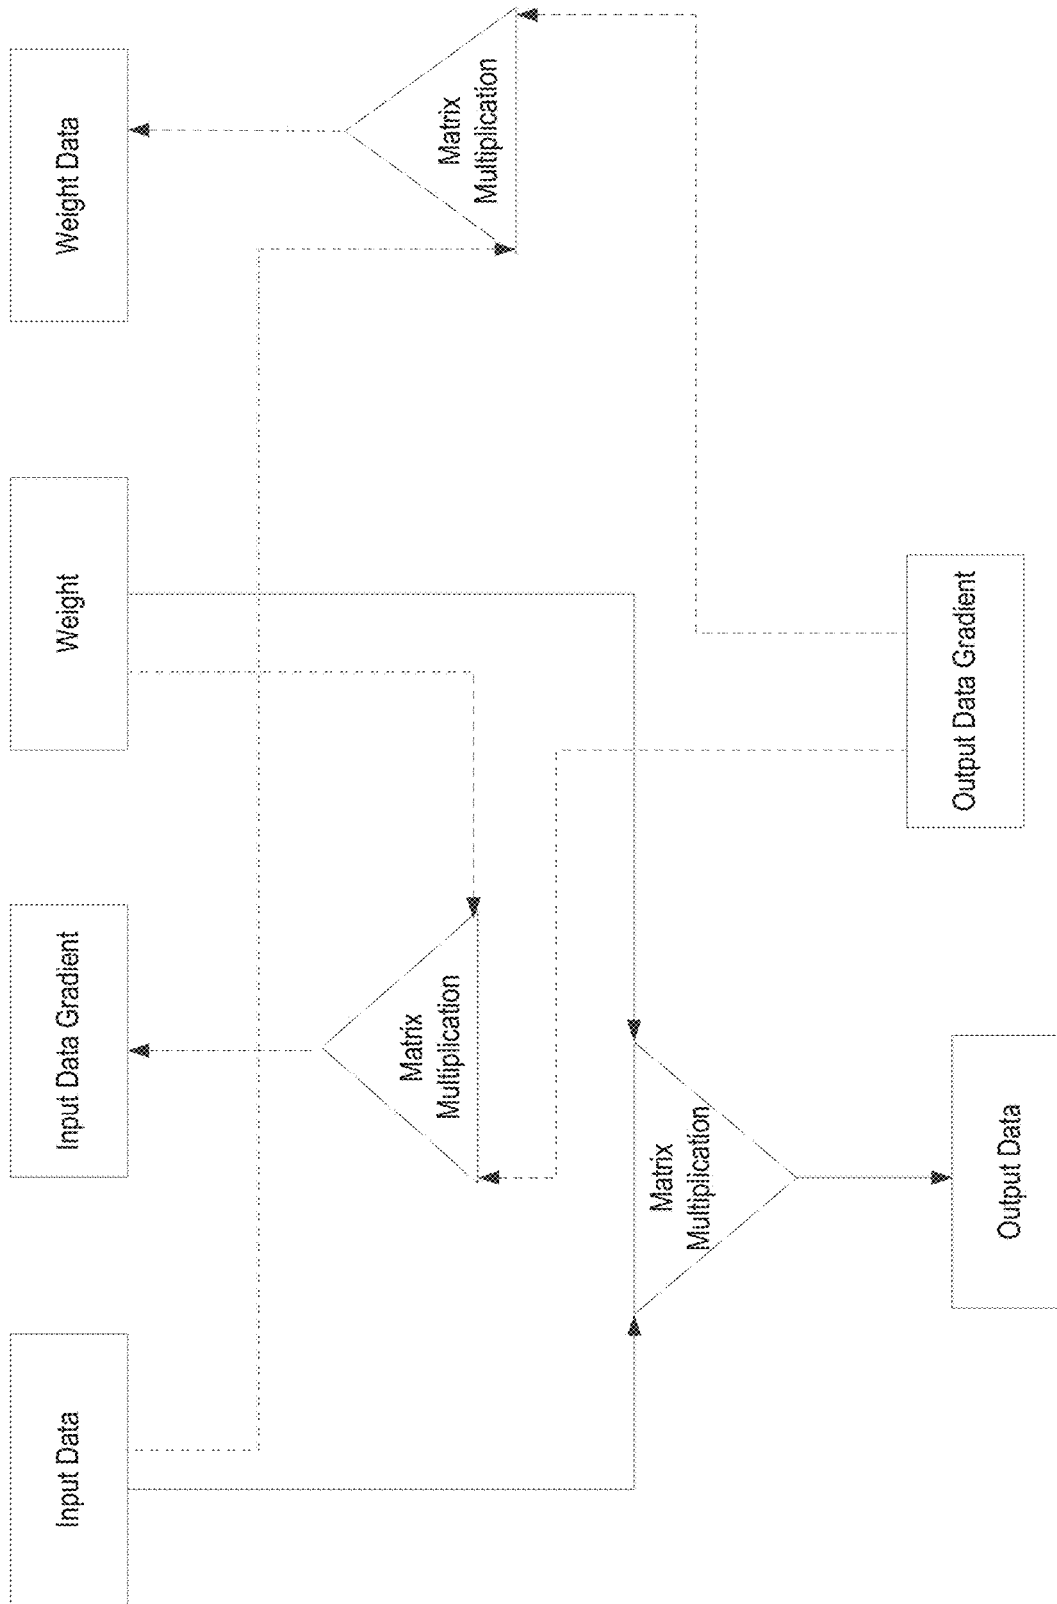 Input Data
Input Data Gradient
Weight
Weight Data
Matrix
Multiplication
Matrix
Multiplication
Matrix
Multiplication
Output Data
Output Data Gradient